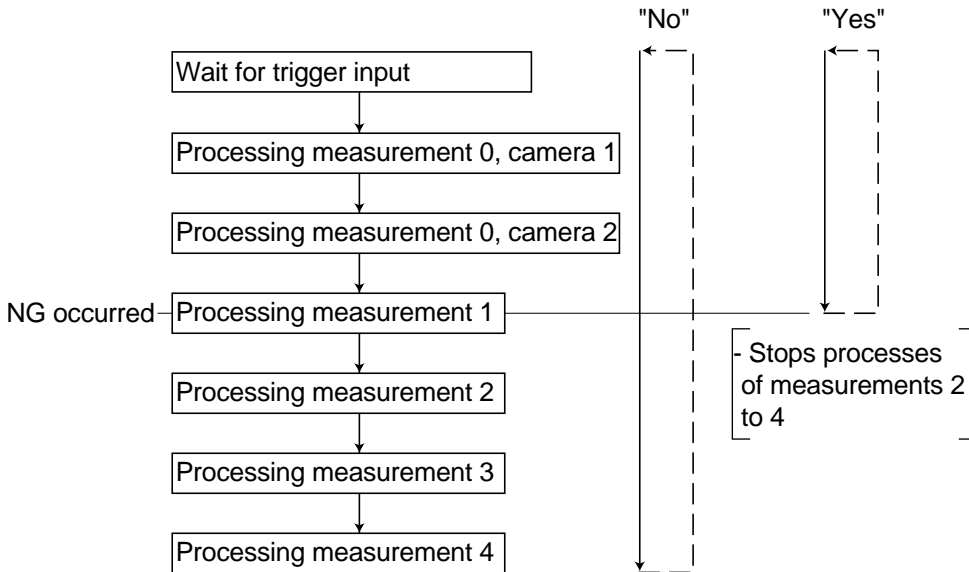 "No"
"Yes"
Wait for trigger input
Processing measurement 0, camera 1
Processing measurement 0, camera 2
NG occurred
Processing measurement 1
- Stops processes
of measurements 2
to 4
Processing measurement 2
Processing measurement 3
Processing measurement 4